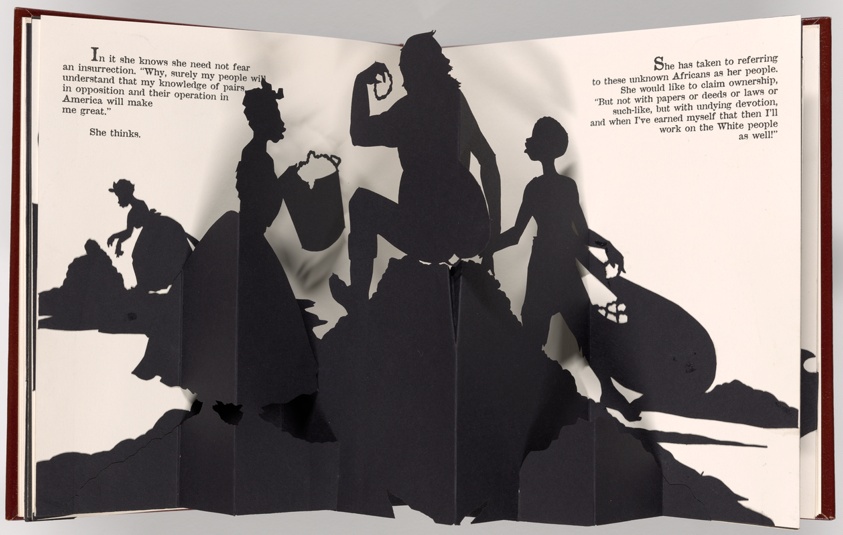 In it she knows she need not fear
an insurrection. "Why, surely my people will
understand that my knowledge of pairs
in opposition and their operation in
America will make
me great."
She thinks.
She has taken to referring
to these unknown Africans as her people.
She would like to claim ownership,
"But not with papers or deeds or laws or
such-like, but with undying devotion,
and when I've earned myself that then I'll
work on the White people
as well!"